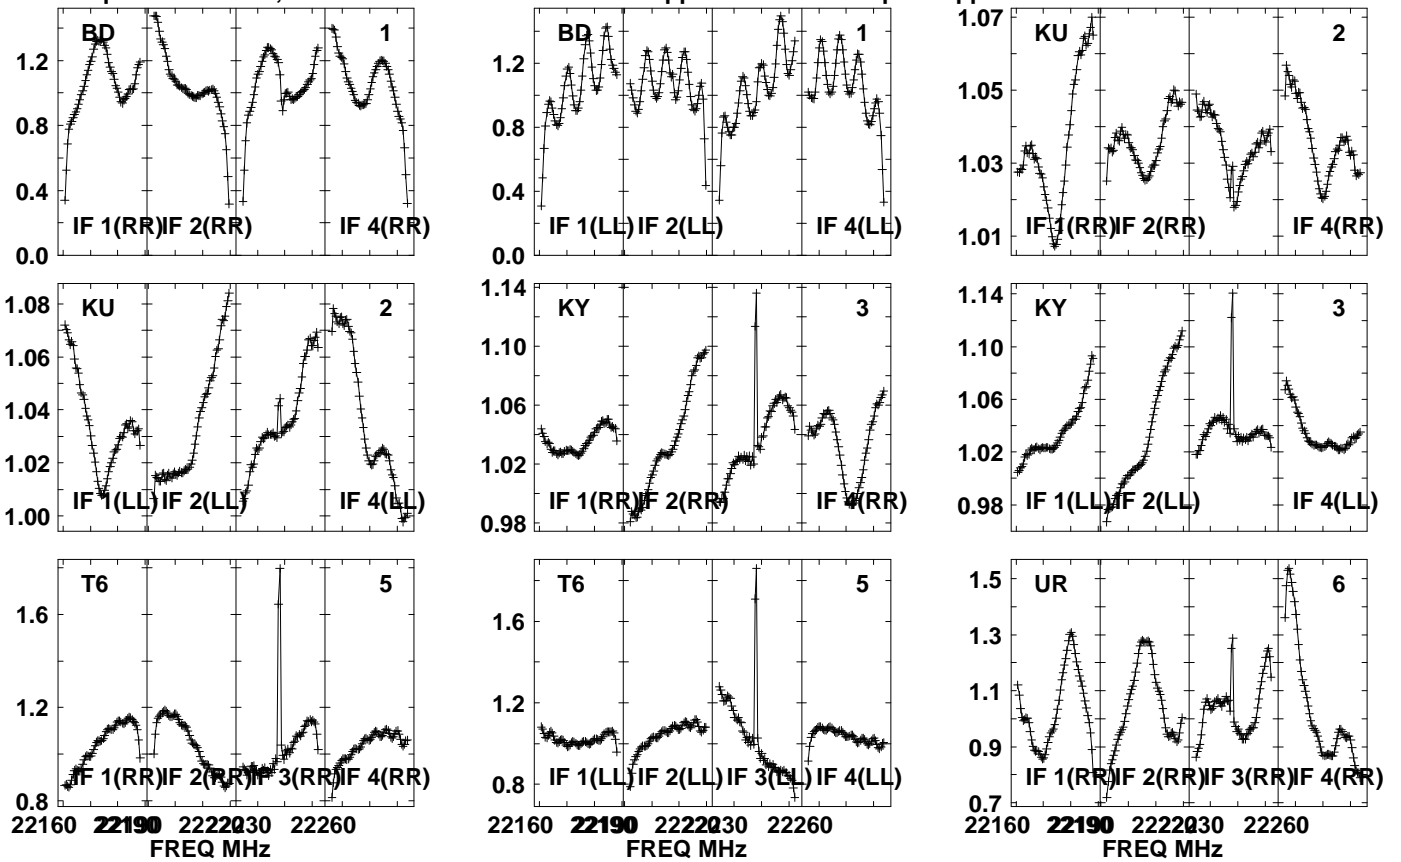 BD 1
1.2
0.8
0.4
0.0
IF 1(RR) IF 2(RR) IF 4(RR)
BD 1
1.2
0.8
0.4
0.0
IF 1(LL) IF 2(LL) IF 4(LL)
KU 2
1.07
1.05
1.03
1.01
IF 1(RR) IF 2(RR) IF 4(RR)
KU 2
1.08
1.06
1.04
1.02
1.00
IF 1(LL) IF 2(LL) IF 4(LL)
KY 3
1.14
1.10
1.06
1.02
0.98
IF 1(RR) IF 2(RR) IF 4(RR)
KY 3
1.14
1.10
1.06
1.02
0.98
IF 1(LL) IF 2(LL) IF 4(LL)
T6 5
1.6
1.2
0.8
IF 1(RR) IF 2(RR) IF 3(RR) IF 4(RR)
22160 22190 22220 22230 22260
FREQ MHz
T6 5
1.6
1.2
0.8
IF 1(LL) IF 2(LL) IF 3(LL) IF 4(LL)
22160 22190 22220 22230 22260
FREQ MHz
UR 6
1.5
1.3
1.1
0.9
0.7
IF 1(RR) IF 2(RR) IF 3(RR) IF 4(RR)
22160 22190 22220 22230 22260
FREQ MHz